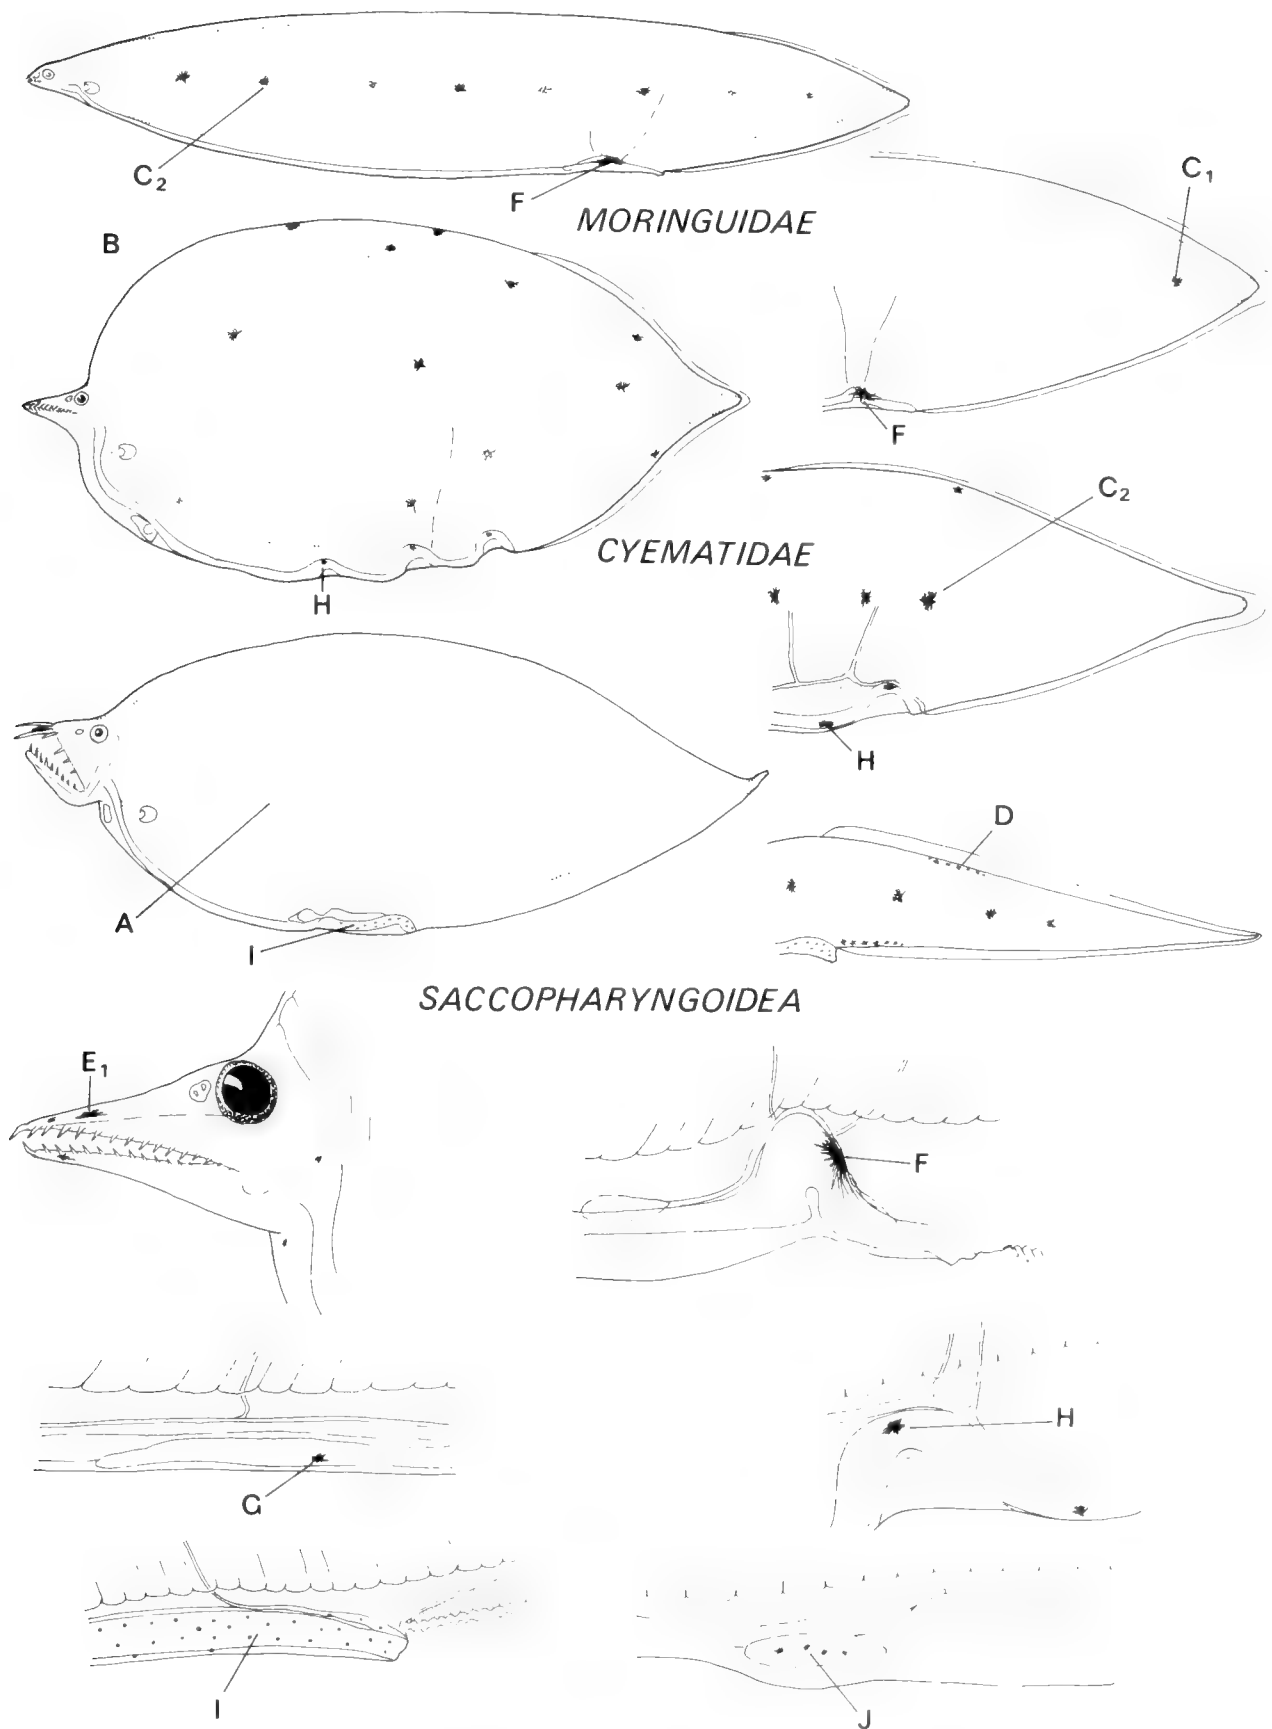 C2
F
C1
MORINGUIDAE
B
F
C2
CYEMATIDAE
H
H
D
A
I
SACCOPHARYNGOIDEA
E1
F
G
H
I
J